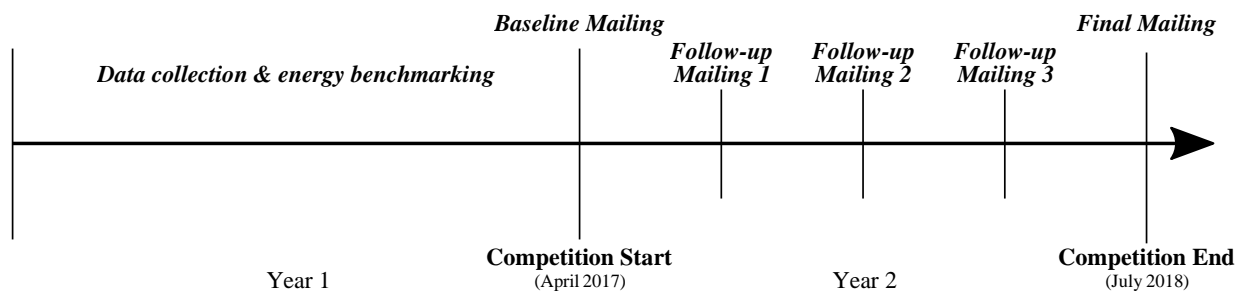 Baseline Mailing
Final Mailing
Data collection & energy benchmarking
Follow-up
Mailing 1
Follow-up
Mailing 2
Follow-up
Mailing 3
Competition Start
(April 2017)
Competition End
(July 2018)
Year 1
Year 2